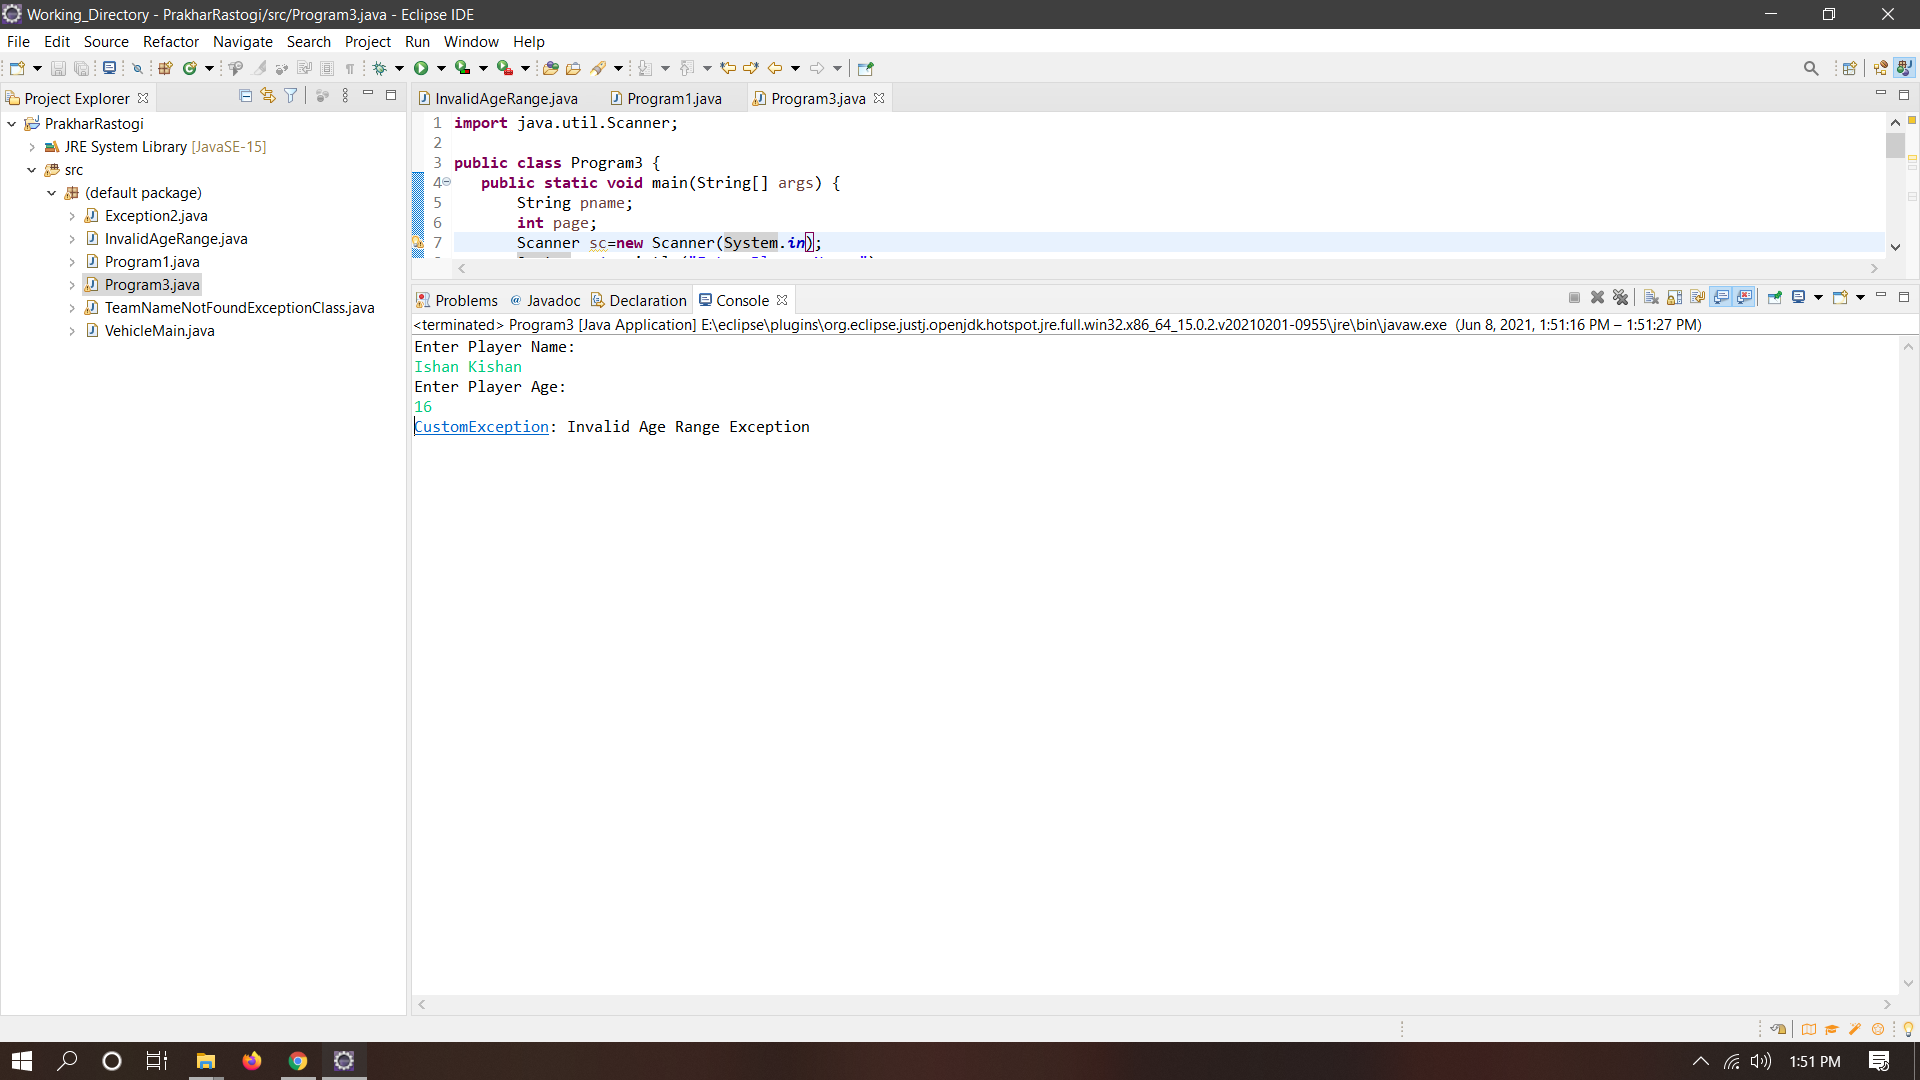 Working_Directory - PrakharRastogi/src/Program3.java - Eclipse IDE
File Edit Source Refactor Navigate Search Project Run Window Help
Project Explorer
PrakharRastogi
JRE System Library [JavaSE-15]
src
(default package)
Exception2.java
InvalidAgeRange.java
Program1.java
Program3.java
TeamNameNotFoundExceptionClass.java
VehicleMain.java
InvalidAgeRange.java Program1.java Program3.java
1 import java.util.Scanner;
2
3 public class Program3 {
4 public static void main(String[] args) {
5 String pname;
6 int page;
7 Scanner sc=new Scanner(System.in);
Problems @ Javadoc Declaration Console
<terminated> Program3 [Java Application] E:\eclipse\plugins\org.eclipse.justj.openjdk.hotspot.jre.full.win32.x86_64_15.0.2.v20210201-0955\jre\bin\javaw.exe (Jun 8, 2021, 1:51:16 PM – 1:51:27 PM)
Enter Player Name:
Ishan Kishan
Enter Player Age:
16
CustomException: Invalid Age Range Exception
1:51 PM